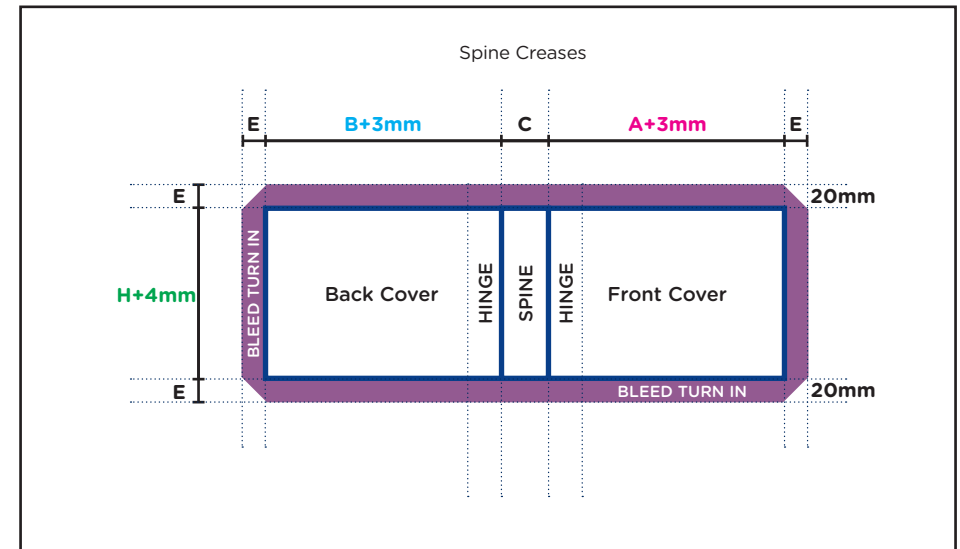 Spine Creases
E
B+3mm
C
A+3mm
E
E
20mm
H+4mm
BLEED TURN IN
Back Cover
HINGE
SPINE
HINGE
Front Cover
E
BLEED TURN IN
20mm